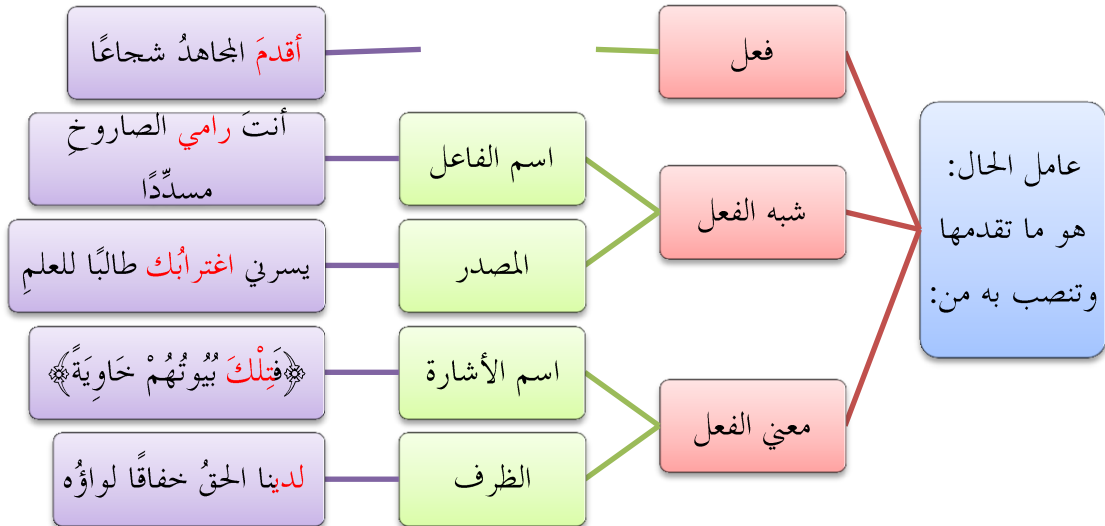 عامل الحال:
هو ما تقدمها
وتنصب به من:
فعل
أقدمَ المجاهدُ شجاعًا
شبه الفعل
اسم الفاعل
أنتَ رامي الصاروخِ
مسدِّدًا
المصدر
يسرني اغترابُك طالبًا للعلمِ
معني الفعل
اسم الأشارة
﴿فَتِلْكَ بُيُوتُهُمْ خَاوِيَةً﴾
الظرف
لدينا الحقُ خفاقًا لواؤُه